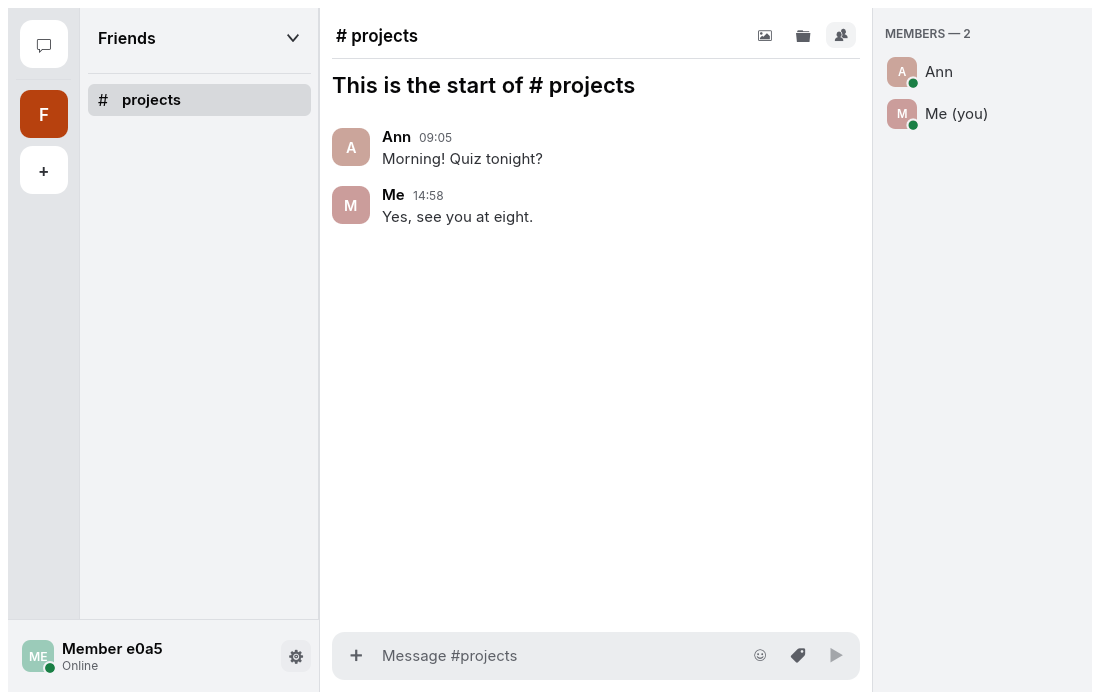 F
+
Friends
# projects
ME
Member e0a5
Online
# projects
This is the start of # projects
A
Ann 09:05
Morning! Quiz tonight?
M
Me 14:58
Yes, see you at eight.
+ Message #projects
MEMBERS — 2
A
Ann
M
Me (you)